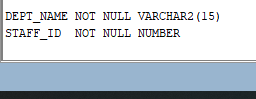 DEPT_NAME NOT NULL VARCHAR2(15)
STAFF_ID  NOT NULL NUMBER